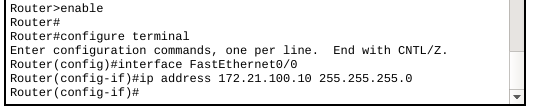 Router>enable
Router#
Router#configure terminal
Enter configuration commands, one per line.  End with CNTL/Z.
Router(config)#interface FastEthernet0/0
Router(config-if)#ip address 172.21.100.10 255.255.255.0
Router(config-if)#